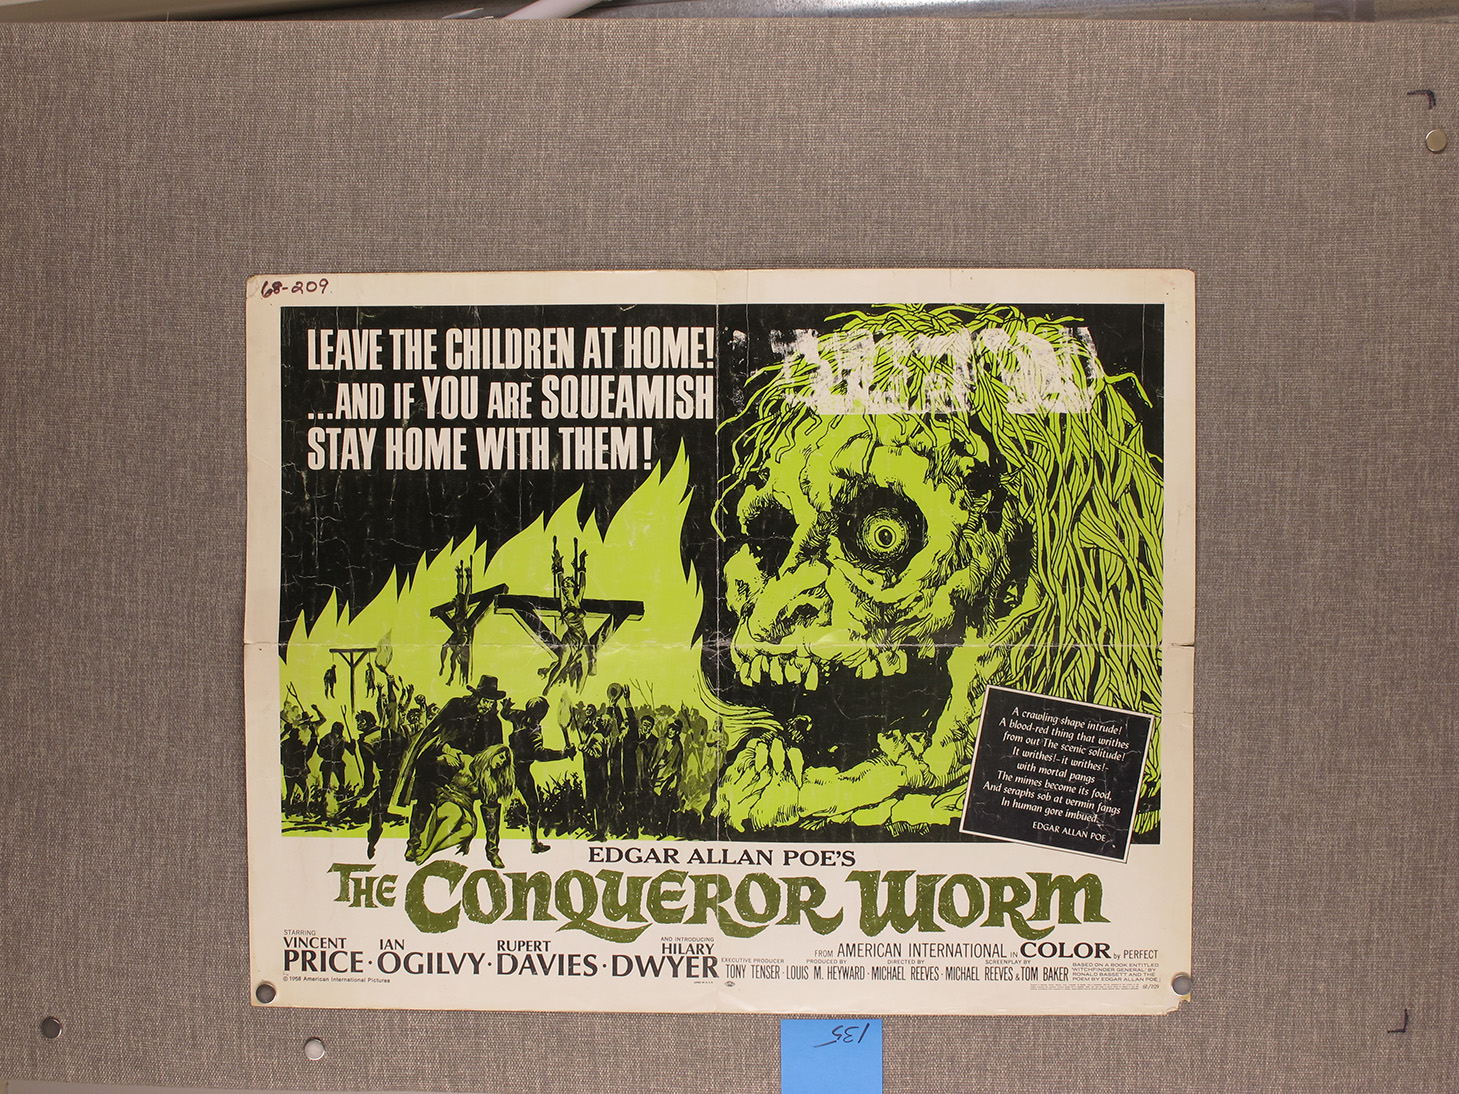 68-209
LEAVE THE CHILDREN AT HOME!
...AND IF YOU ARE SQUEAMISH
STAY HOME WITH THEM!
A crawling shape intrude!
A blood-red thing that writhes
from out The scenic solitude!
It writhes!-it writhes!-
with mortal pangs
The mimes become its food,
And seraphs sob at vermin fangs
In human gore imbued.
EDGAR ALLAN POE
EDGAR ALLAN POE'S
THE CONQUEROR WORM
STARRING
VINCENT PRICE · IAN OGILVY · RUPERT DAVIES · AND INTRODUCING HILARY DWYER
FROM AMERICAN INTERNATIONAL IN COLOR by PERFECT
EXECUTIVE PRODUCER TONY TENSER · PRODUCED BY LOUIS M. HEYWARD · DIRECTED BY MICHAEL REEVES · SCREENPLAY BY MICHAEL REEVES & TOM BAKER
BASED ON A BOOK ENTITLED
'WITCHFINDER GENERAL' BY
RONALD BASSETT AND THE
POEM BY EDGAR ALLAN POE.
© 1968 American International Pictures
68/209
135